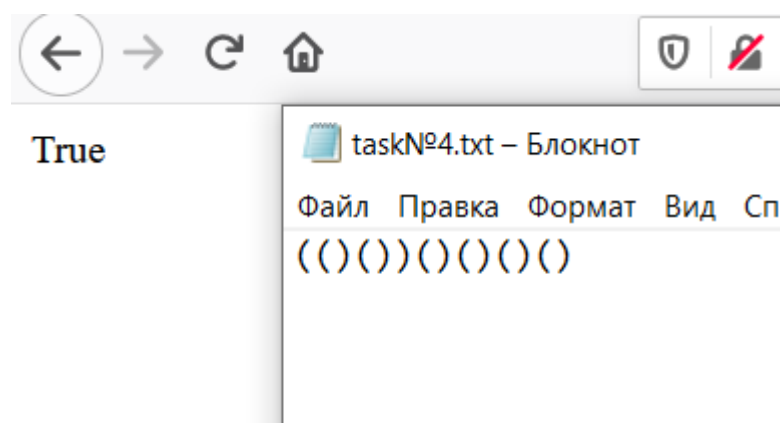 True
task№4.txt – Блокнот
Файл Правка Формат Вид Сп
(()())()()()()